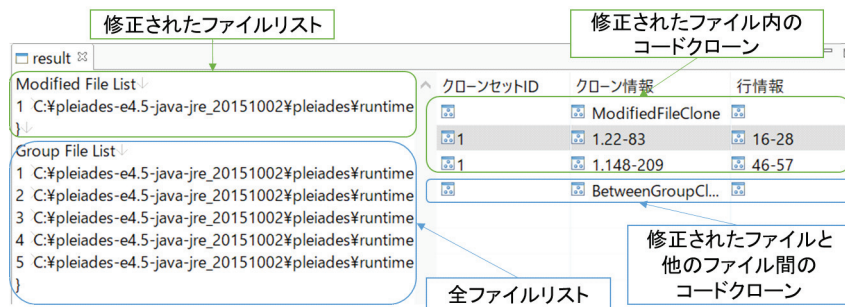 修正されたファイルリスト
修正されたファイル内の
コードクローン
result
Modified File List↓
1 C:¥pleiades-e4.5-java-jre_20151002¥pleiades¥runtime
}↓
Group File List↓
1 C:¥pleiades-e4.5-java-jre_20151002¥pleiades¥runtime
2 C:¥pleiades-e4.5-java-jre_20151002¥pleiades¥runtime
3 C:¥pleiades-e4.5-java-jre_20151002¥pleiades¥runtime
4 C:¥pleiades-e4.5-java-jre_20151002¥pleiades¥runtime
5 C:¥pleiades-e4.5-java-jre_20151002¥pleiades¥runtime
}
クローンセットID クローン情報 行情報
ModifiedFileClone
1 1.22-83 16-28
1 1.148-209 46-57
BetweenGroupCl...
全ファイルリスト
修正されたファイルと
他のファイル間の
コードクローン